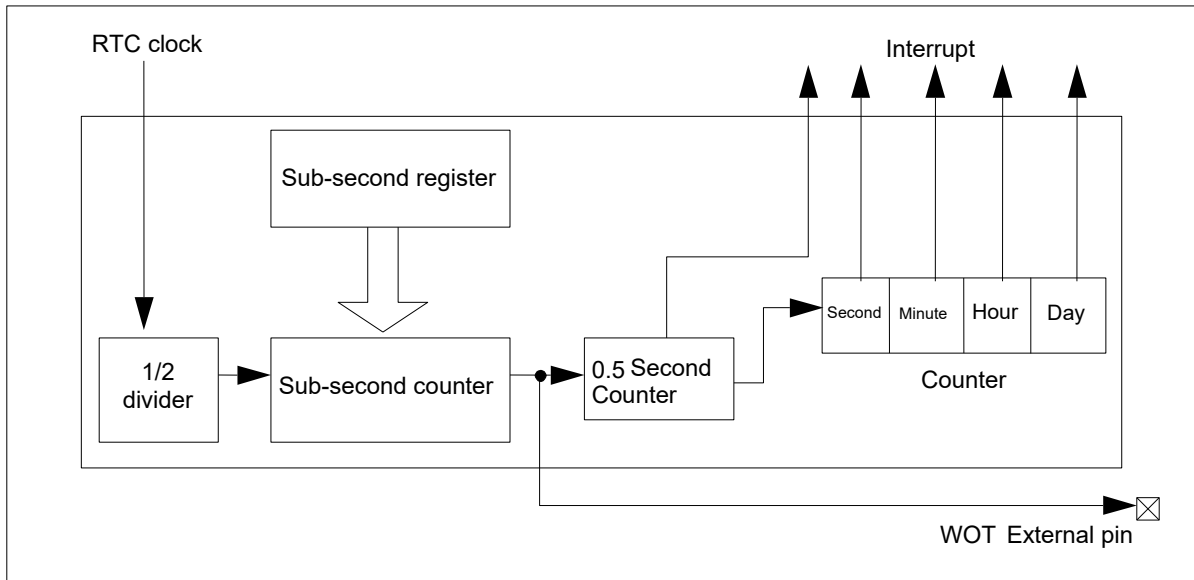 RTC clock
Interrupt
Sub-second register
Second
Minute
Hour
Day
1/2
divider
Sub-second counter
0.5 Second
Counter
Counter
WOT External pin